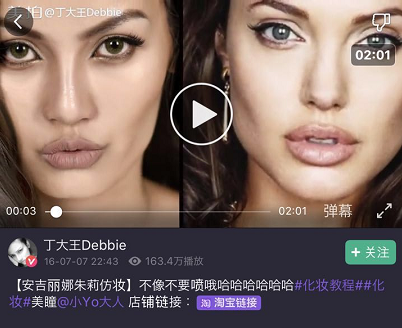 @丁大王Debbie
02:01
00:03
02:01
弹幕
丁大王Debbie
16-07-07 22:43
163.4万播放
+ 关注
【安吉丽娜朱莉仿妆】不像不要喷哦哈哈哈哈哈哈#化妆教程##化
妆#美瞳@小Yo大人 店铺链接： 淘 淘宝链接